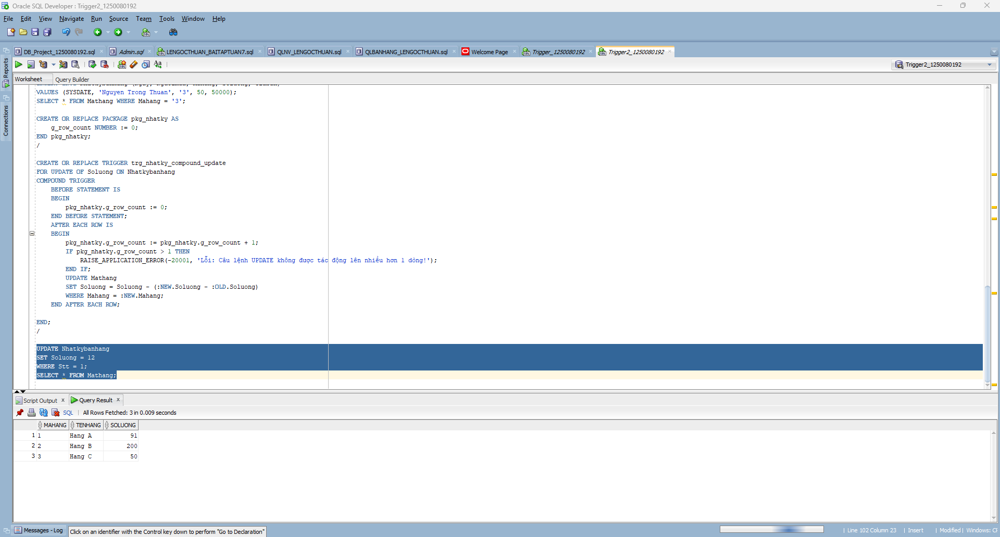 Oracle SQL Developer : Trigger2_1250080192
File Edit View Navigate Run Source Team Tools Window Help
DB_Project_1250080192.sql Admin.sql LENGOCTHUAN_BAITAPTUAN7.sql QLNV_LENGOCTHUAN.sql QLBANHANG_LENGOCTHUAN.sql Welcome Page Trigger_1250080192 Trigger2_1250080192
Trigger2_1250080192
Reports
Connections
Worksheet Query Builder
VALUES (SYSDATE, 'Nguyen Trong Thuan', '3', 50, 50000);
SELECT * FROM Mathang WHERE Mahang = '3';
CREATE OR REPLACE PACKAGE pkg_nhatky AS
g_row_count NUMBER := 0;
END pkg_nhatky;
/
CREATE OR REPLACE TRIGGER trg_nhatky_compound_update
FOR UPDATE OF Soluong ON Nhatkybanhang
COMPOUND TRIGGER
BEFORE STATEMENT IS
BEGIN
pkg_nhatky.g_row_count := 0;
END BEFORE STATEMENT;
AFTER EACH ROW IS
BEGIN
pkg_nhatky.g_row_count := pkg_nhatky.g_row_count + 1;
IF pkg_nhatky.g_row_count > 1 THEN
RAISE_APPLICATION_ERROR(-20001, 'Lỗi: Câu lệnh UPDATE không được tác động lên nhiều hơn 1 dòng!');
END IF;
UPDATE Mathang
SET Soluong = Soluong - (:NEW.Soluong - :OLD.Soluong)
WHERE Mahang = :NEW.Mahang;
END AFTER EACH ROW;
END;
/
UPDATE Nhatkybanhang
SET Soluong = 12
WHERE Stt = 1;
SELECT * FROM Mathang;
Script Output x Query Result x
SQL | All Rows Fetched: 3 in 0.009 seconds
MAHANG TENHANG SOLUONG
1 1 Hang A 91
2 2 Hang B 200
3 3 Hang C 50
Messages - Log
Click on an identifier with the Control key down to perform "Go to Declaration"
Line 102 Column 23 | Insert | Modified | Windows: